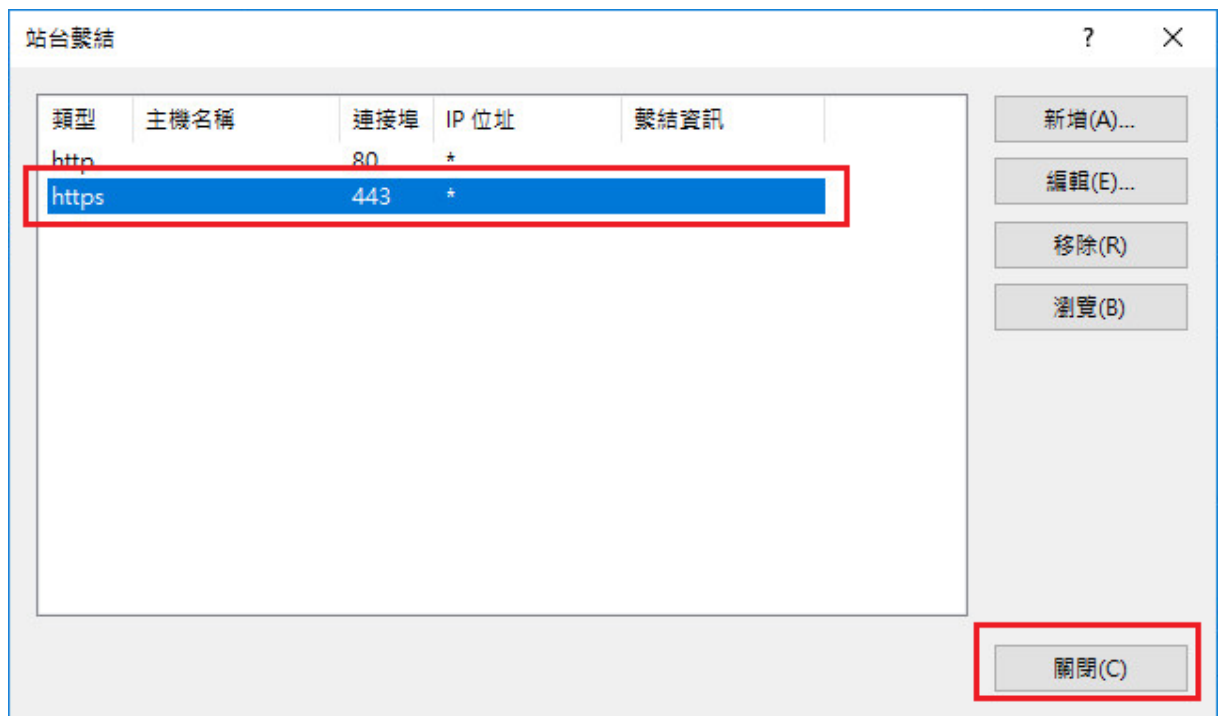 站台繫結
類型 主機名稱 連接埠 IP 位址 繫結資訊
http 80 *
https 443 *
新增(A)...
編輯(E)...
移除(R)
瀏覽(B)
關閉(C)